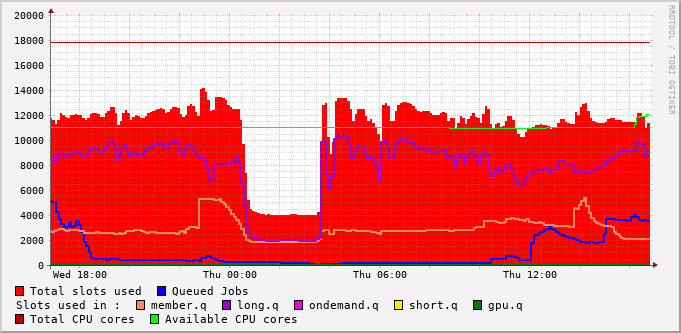 20000
18000
16000
14000
12000
10000
8000
6000
4000
2000
0
Wed 18:00 Thu 00:00 Thu 06:00 Thu 12:00
RRDTOOL / TOBI OETIKER
Total slots used Queued Jobs
Slots used in : member.q long.q ondemand.q short.q gpu.q
Total CPU cores Available CPU cores